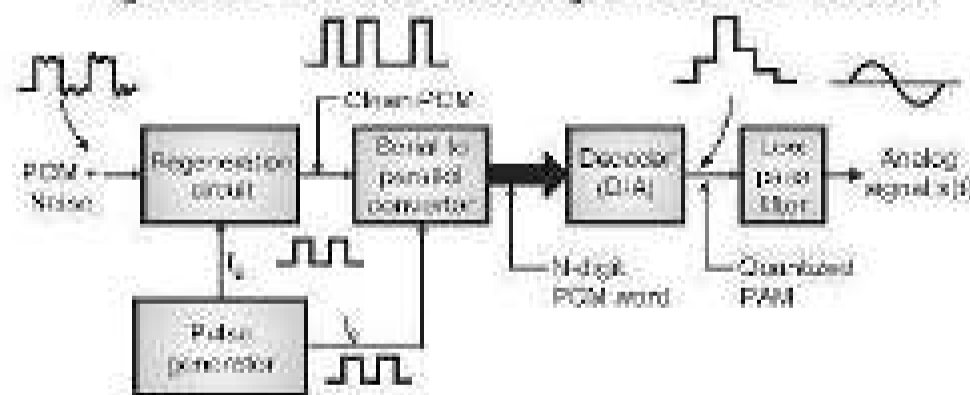 Clean PCM
PCM +
Noise
Regeneration
circuit
Serial to
parallel
converter
Decoder
(D/A)
Low
pass
filter
Analog
signal x(t)
N-digit
PCM word
Quantized
PAM
Pulse
generator